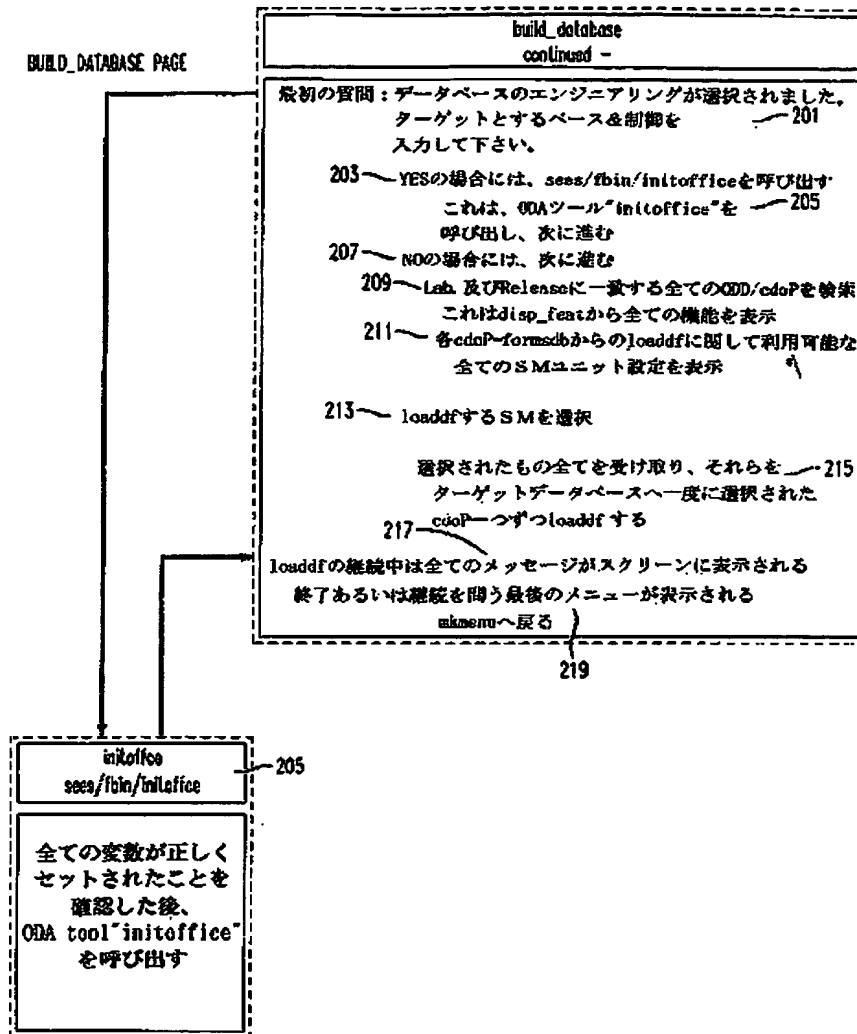 BUILD_DATABASE PAGE
build_database
continued -
最初の質問：データベースのエンジニアリングが選択されました。
ターゲットとするベース&制御を
201
入力して下さい。
203 YESの場合には、sees/fbin/initofficeを呼び出す
これは、ODAツール"initoffice"を 205
呼び出し、次に進む
207 NOの場合には、次に進む
209 Lab.及びReleaseに一致する全てのODD/cdoPを検索
これはdisp_featから全ての機能を表示
211 各cdoP-formsdbからのloaddfに関して利用可能な
全てのSMユニット設定を表示
213 loaddfするSMを選択
選択されたもの全てを受け取り、それらを 215
ターゲットデータベースへ一度に選択された
cdoP一つずつloaddfする
217
loaddfの継続中は全てのメッセージがスクリーンに表示される
終了あるいは継続を問う最後のメニューが表示される
mkmenuへ戻る
219
initoffce
sees/fbin/initoffce
205
全ての変数が正しく
セットされたことを
確認した後、
ODA tool"initoffice"
を呼び出す